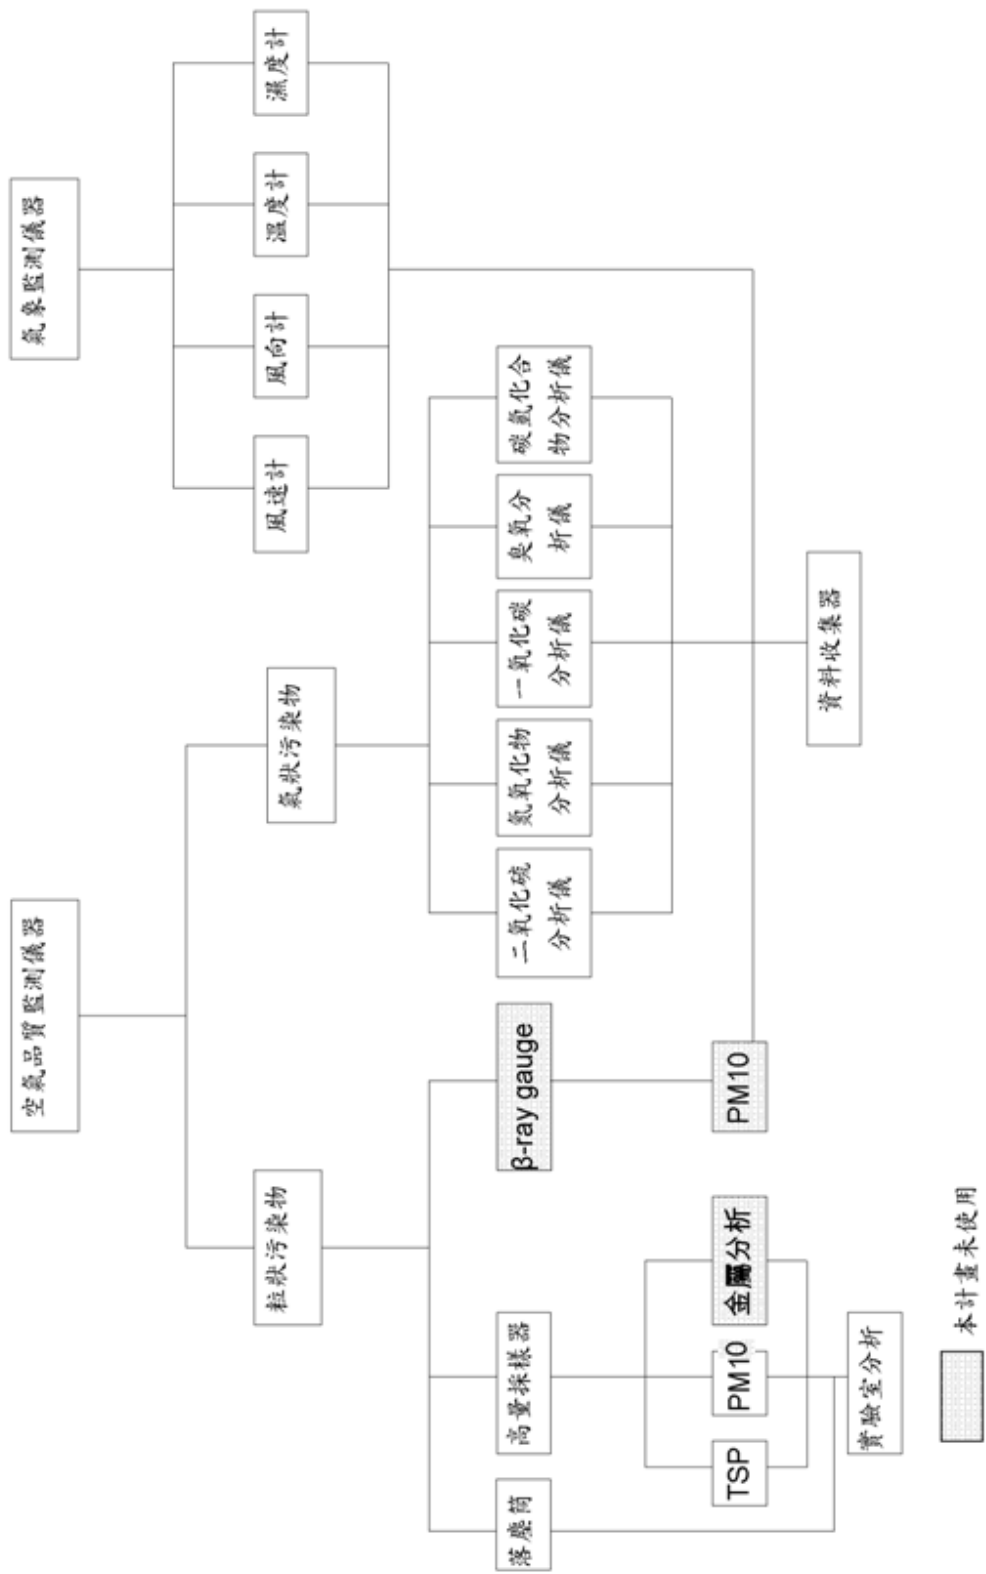 空氣品質監測儀器
氣象監測儀器
粒狀污染物
氣狀污染物
風速計
風向計
溫度計
濕度計
落塵筒
高量採樣器
β-ray gauge
二氧化硫
分析儀
氮氧化物
分析儀
一氧化碳
分析儀
臭氧分
析儀
碳氫化合
物分析儀
TSP
PM10
金屬分析
PM10
實驗室分析
資料收集器
本計畫未使用